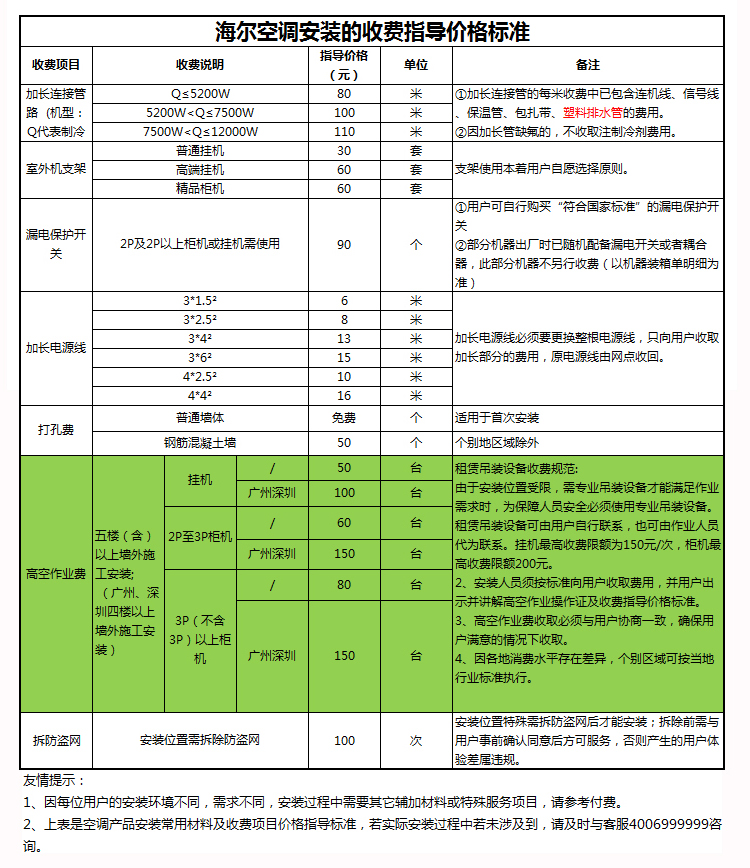 海尔空调安装的收费指导价格标准
收费项目 收费说明 指导价格（元） 单位 备注
加长连接管
路（机型：
Q代表制冷
Q≤5200W 80 米
5200W<Q≤7500W 100 米
7500W<Q≤12000W 110 米
①加长连接管的每米收费中已包含连机线、信号线
、保温管、包扎带、塑料排水管的费用。
②因加长管缺氟的，不收取注制冷剂费用。
室外机支架
普通挂机 30 套
高端挂机 60 套
精品柜机 60 套
支架使用本着用户自愿选择原则。
漏电保护开
关
2P及2P以上柜机或挂机需使用 90 个
①用户可自行购买“符合国家标准”的漏电保护开
关
②部分机器出厂时已随机配备漏电开关或者耦合
器，此部分机器不另行收费（以机器装箱单明细为
准）
加长电源线
3*1.5² 6 米
3*2.5² 8 米
3*4² 13 米
3*6² 15 米
4*2.5² 10 米
4*4² 16 米
加长电源线必须要更换整根电源线，只向用户收取
加长部分的费用，原电源线由网点收回。
打孔费
普通墙体 免费 个 适用于首次安装
钢筋混凝土墙 50 个 个别地区域除外
高空作业费
五楼（含）
以上墙外施
工安装;
（广州、深
圳四楼以上
墙外施工安
装）
挂机
/ 50 台
广州深圳 100 台
2P至3P柜机
/ 60 台
广州深圳 150 台
3P（不含
3P）以上柜
机
/ 80 台
广州深圳 150 台
租赁吊装设备收费规范:
由于安装位置受限，需专业吊装设备才能满足作业
需求时，为保障人员安全必须使用专业吊装设备。
租赁吊装设备可由用户自行联系，也可由作业人员
代为联系。挂机最高收费限额为150元/次，柜机最
高收费限额200元。
2、安装人员须按标准向用户收取费用，并用户出
示并讲解高空作业操作证及收费指导价格标准。
3、高空作业费收取必须与用户协商一致，确保用
户满意的情况下收取。
4、因各地消费水平存在差异，个别区域可按当地
行业标准执行。
拆防盗网 安装位置需拆除防盗网 100 次
安装位置特殊需拆防盗网后才能安装；拆除前需与
用户事前确认同意后方可服务，否则产生的用户体
验差属违规。
友情提示：
1、因每位用户的安装环境不同，需求不同，安装过程中需要其它辅加材料或特殊服务项目，请参考付费。
2、上表是空调产品安装常用材料及收费项目价格指导标准，若实际安装过程中若未涉及到，请及时与客服4006999999咨
询。